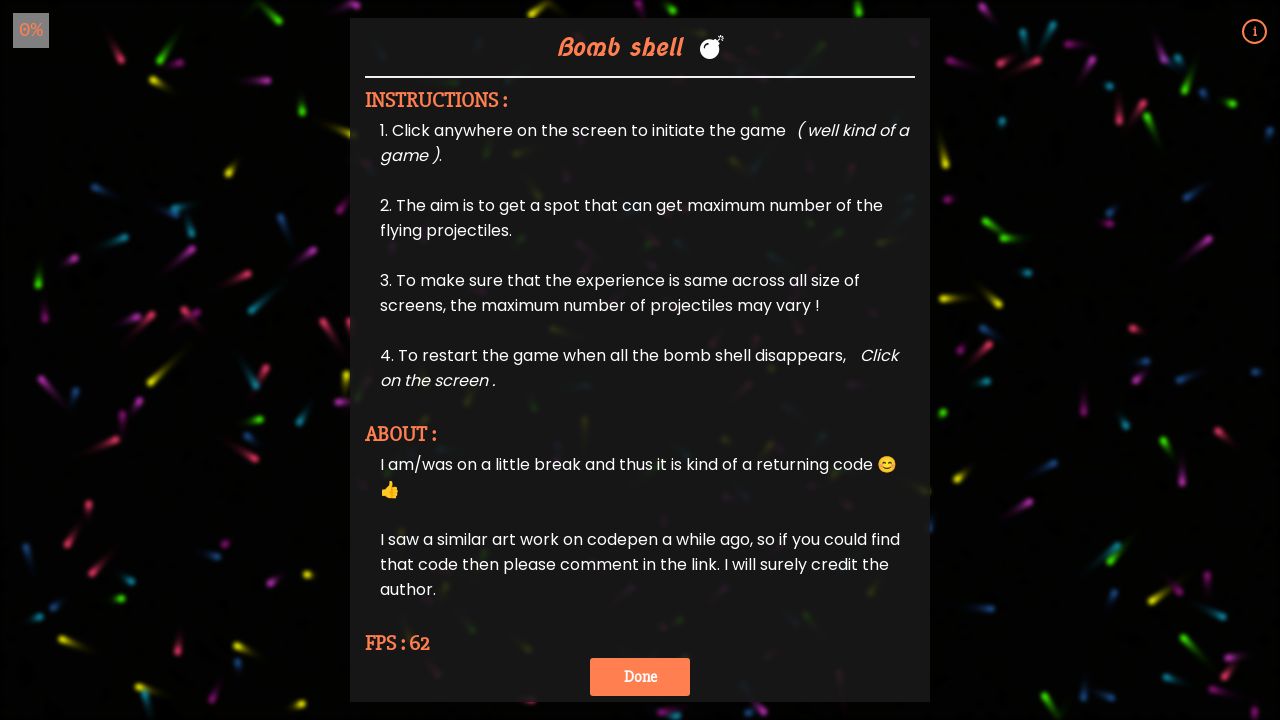 0%
i
Bomb shell 💣
INSTRUCTIONS :
1. Click anywhere on the screen to initiate the game ( well kind of a
game ).
2. The aim is to get a spot that can get maximum number of the
flying projectiles.
3. To make sure that the experience is same across all size of
screens, the maximum number of projectiles may vary !
4. To restart the game when all the bomb shell disappears, Click
on the screen .
ABOUT :
I am/was on a little break and thus it is kind of a returning code 😊
👍
I saw a similar art work on codepen a while ago, so if you could find
that code then please comment in the link. I will surely credit the
author.
FPS : 62
Done